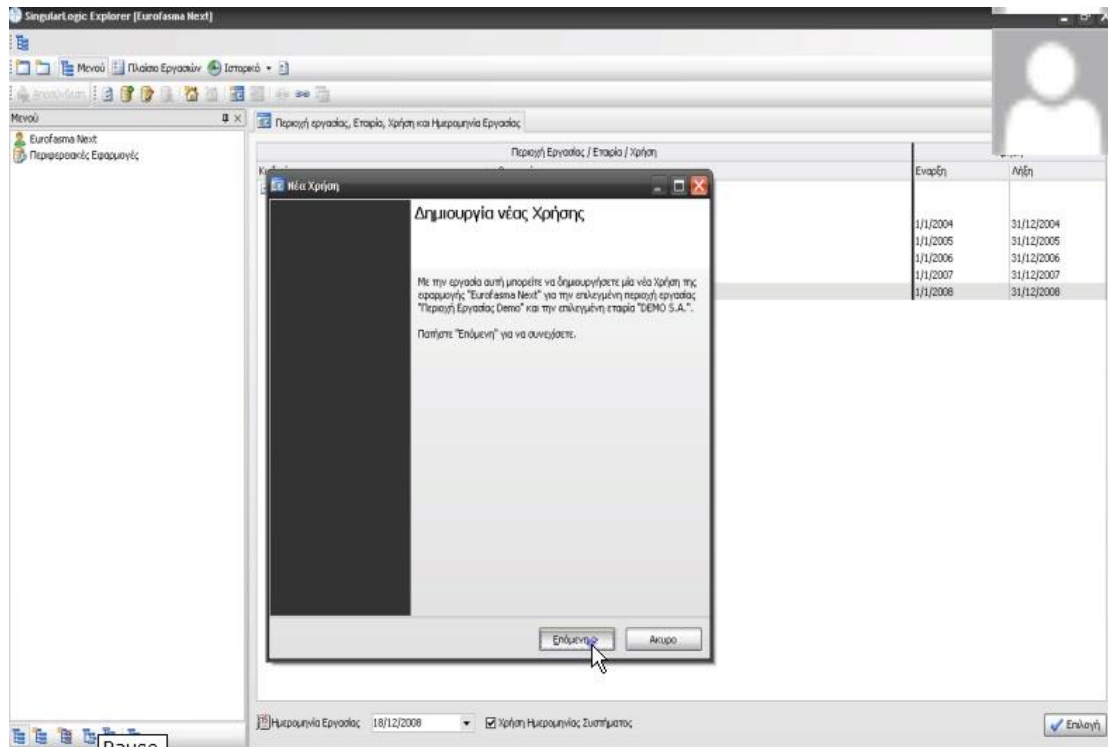 SingularLogic Explorer [Eurofasma Next]
Μενού Πλαίσιο Εργασιών Ιστορικό
Αποσύνδεση
Μενού
Eurofasma Next
Περιφερειακές Εφαρμογές
Περιοχή εργασίας, Εταιρία, Χρήση και Ημερομηνία Εργασίας
Περιοχή Εργασίας / Εταιρία / Χρήση
Έναρξη Λήξη
1/1/2004 31/12/2004
1/1/2005 31/12/2005
1/1/2006 31/12/2006
1/1/2007 31/12/2007
1/1/2008 31/12/2008
Νέα Χρήση
Δημιουργία νέας Χρήσης
Με την εργασία αυτή μπορείτε να δημιουργήσετε μία νέα Χρήση της
εφαρμογής "Eurofasma Next" για την επιλεγμένη περιοχή εργασίας
"Περιοχή Εργασίας Demo" και την επιλεγμένη εταιρία "DEMO S.A.".
Πατήστε "Επόμενη" για να συνεχίσετε.
Επόμενη >
Άκυρο
Ημερομηνία Εργασίας 18/12/2008 Χρήση Ημερομηνίας Συστήματος
Επιλογή
Pause